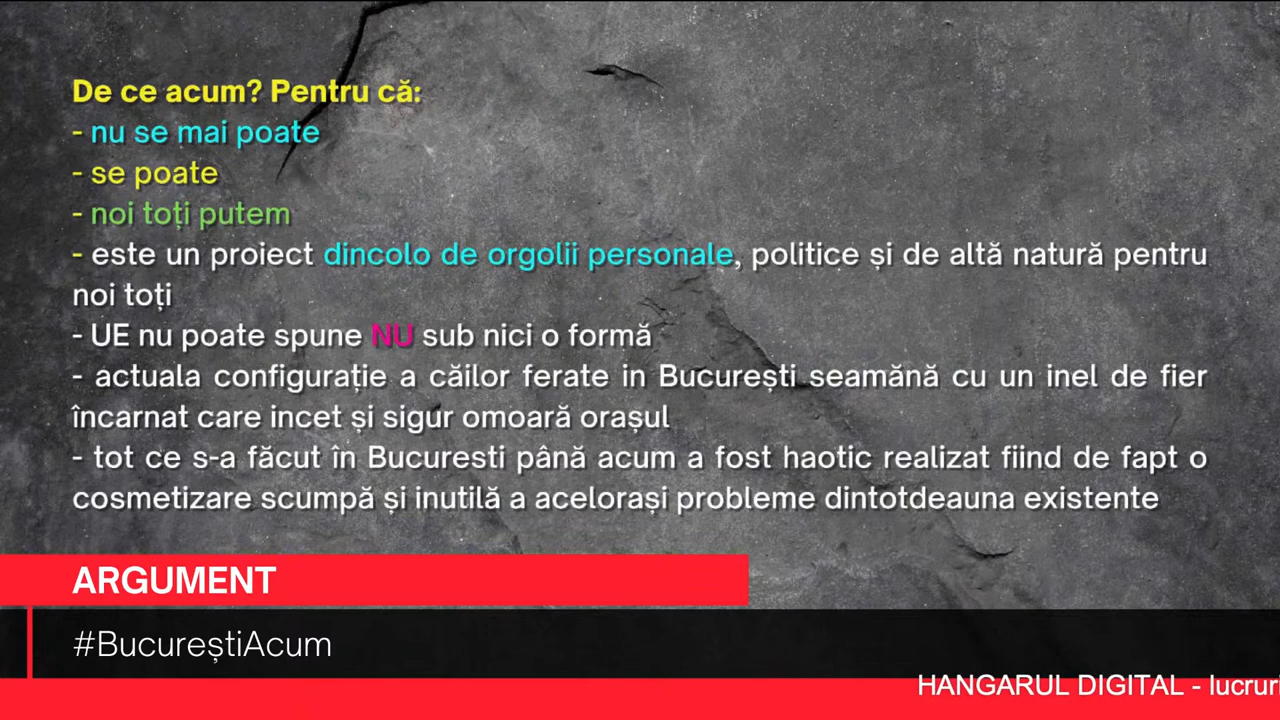 De ce acum? Pentru că:
- nu se mai poate
- se poate
- noi toți putem
- este un proiect dincolo de orgolii personale, politice și de altă natură pentru
noi toți
- UE nu poate spune NU sub nici o formă
- actuala configurație a căilor ferate in București seamănă cu un inel de fier
încarnat care incet și sigur omoară orașul
- tot ce s-a făcut în Bucuresti până acum a fost haotic realizat fiind de fapt o
cosmetizare scumpă și inutilă a acelorași probleme dintotdeauna existente
ARGUMENT
#BucureștiAcum
HANGARUL DIGITAL - lucruri